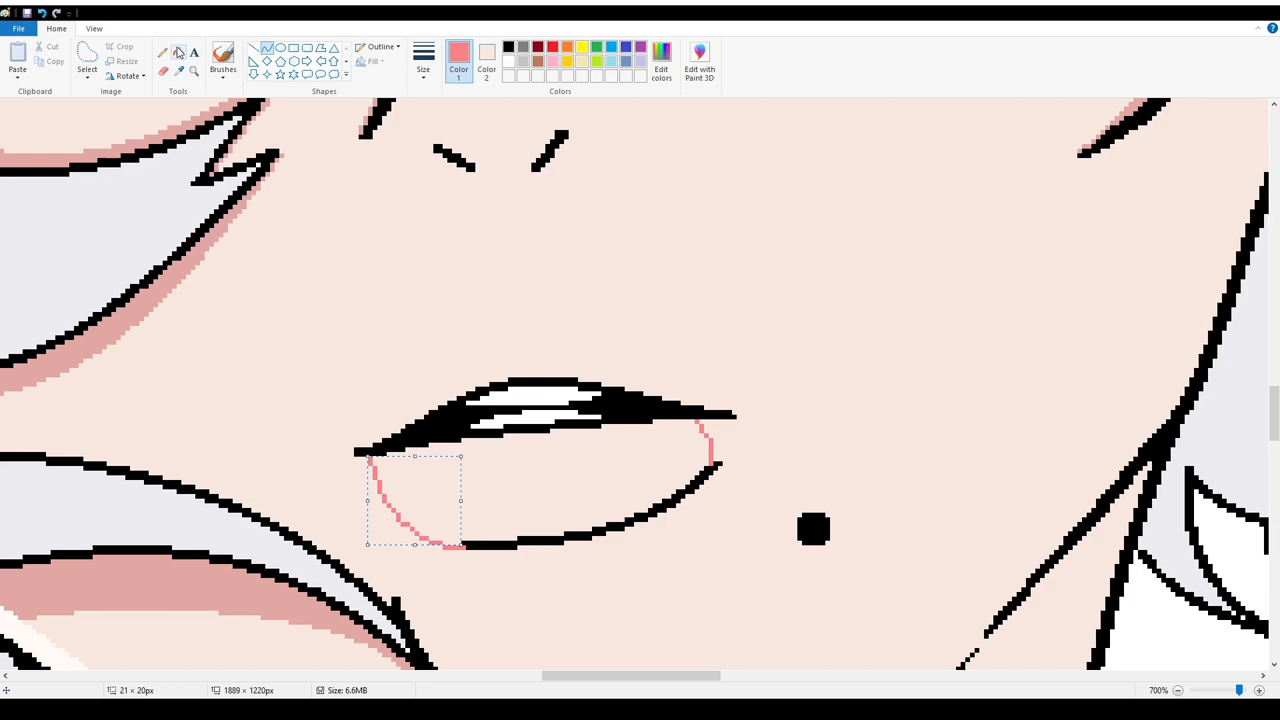 File
Home
View
Paste
Cut
Copy
Clipboard
Select
Crop
Resize
Rotate
Image
A
Tools
Brushes
Outline
Fill
Shapes
Size
Color 1
Color 2
Edit colors
Colors
Edit with Paint 3D
21 × 20px
1889 × 1220px
Size: 6.6MB
700%